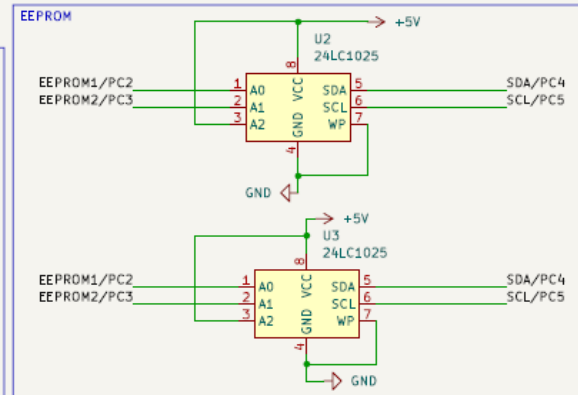 EEPROM
+5V
U2
24LC1025
8
EEPROM1/PC2 1 A0 VCC SDA 5 SDA/PC4
EEPROM2/PC3 2 A1 SCL 6 SCL/PC5
3 A2 GND WP 7
4
GND
+5V
U3
24LC1025
8
EEPROM1/PC2 1 A0 VCC SDA 5 SDA/PC4
EEPROM2/PC3 2 A1 SCL 6 SCL/PC5
3 A2 GND WP 7
4
GND